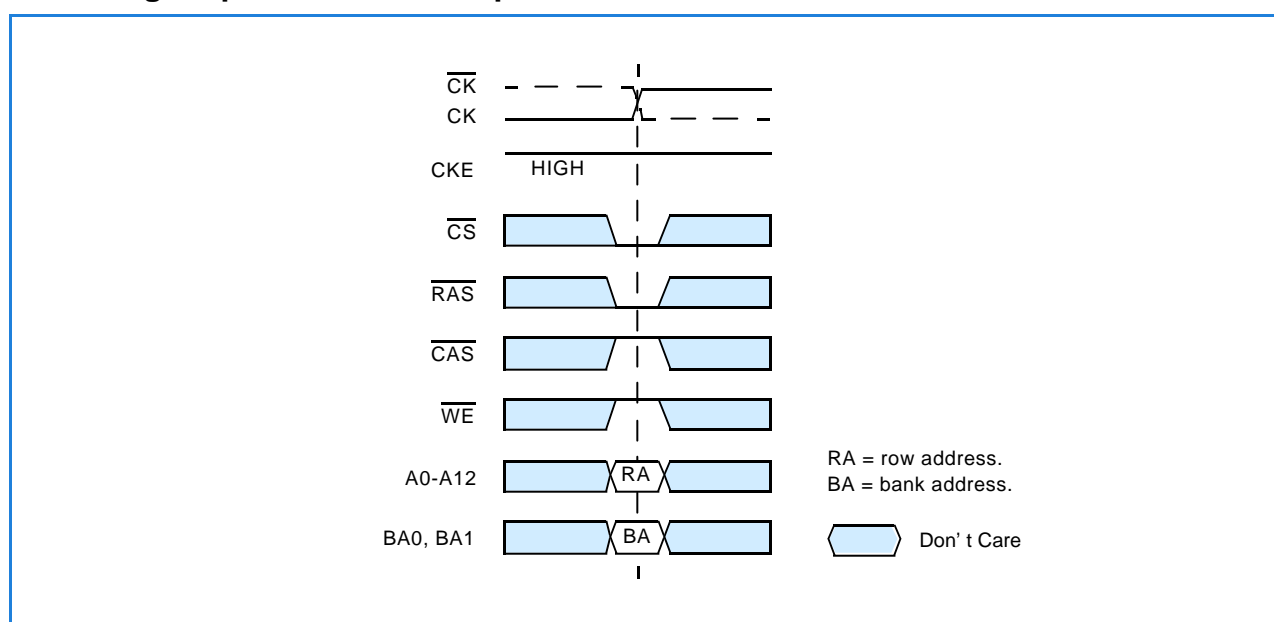 CK
CK
CKE HIGH
CS
RAS
CAS
WE
A0-A12 RA
RA = row address.
BA = bank address.
BA0, BA1 BA
Don' t Care